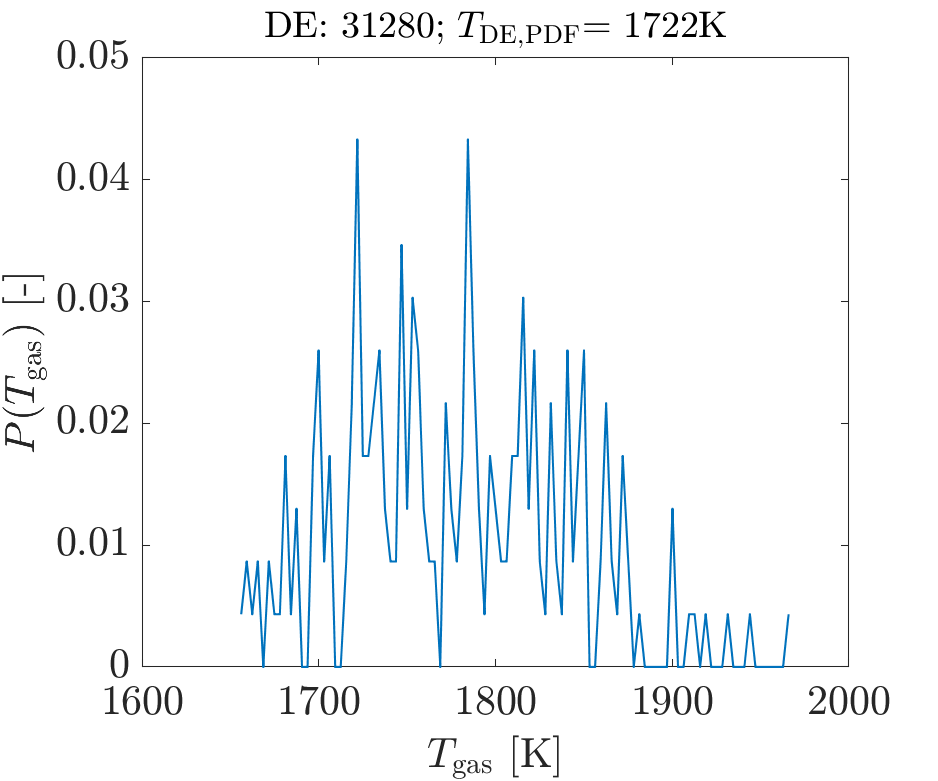 DE: 31280; T_DE,PDF= 1722K
0.05
0.04
0.03
0.02
0.01
0
P(T_gas) [-]
1600 1700 1800 1900 2000
T_gas [K]